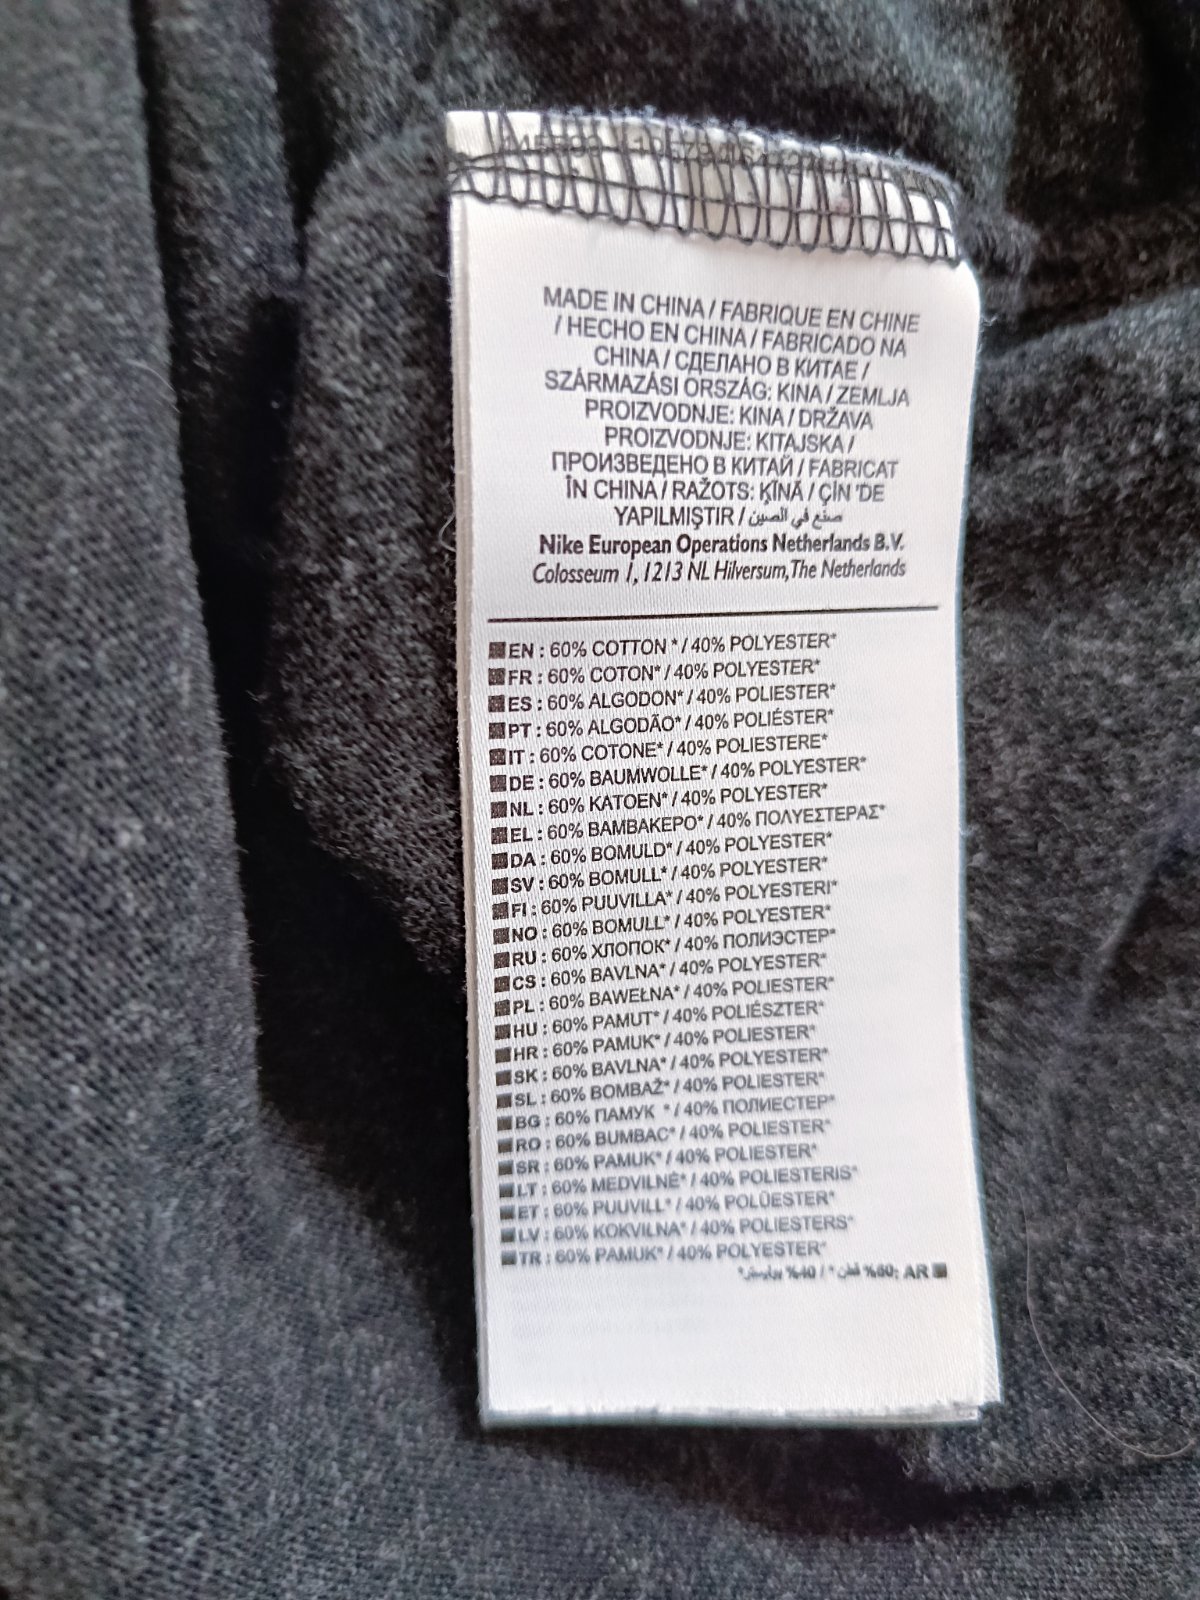 MADE IN CHINA / FABRIQUE EN CHINE
/ HECHO EN CHINA / FABRICADO NA
CHINA / СДЕЛАНО В КИТАЕ /
SZÁRMAZÁSI ORSZÁG: KINA / ZEMLJA
PROIZVODNJE: KINA / DRŽAVA
PROIZVODNJE: KITAJSKA /
ПРОИЗВЕДЕНО В КИТАЙ / FABRICAT
ÎN CHINA / RAŽOTS: ĶĪNĀ / ÇİN 'DE
YAPILMIŞTIR / صنع في الصين
Nike European Operations Netherlands B.V.
Colosseum 1, 1213 NL Hilversum, The Netherlands
EN : 60% COTTON * / 40% POLYESTER*
FR : 60% COTON* / 40% POLYESTER*
ES : 60% ALGODON* / 40% POLIESTER*
PT : 60% ALGODÃO* / 40% POLIÉSTER*
IT : 60% COTONE* / 40% POLIESTERE*
DE : 60% BAUMWOLLE* / 40% POLYESTER*
NL : 60% KATOEN* / 40% POLYESTER*
EL : 60% ΒΑΜΒΑΚΕΡΟ* / 40% ΠΟΛΥΕΣΤΕΡΑΣ*
DA : 60% BOMULD* / 40% POLYESTER*
SV : 60% BOMULL* / 40% POLYESTER*
FI : 60% PUUVILLA* / 40% POLYESTERI*
NO : 60% BOMULL* / 40% POLYESTER*
RU : 60% ХЛОПОК* / 40% ПОЛИЭСТЕР*
CS : 60% BAVLNA* / 40% POLYESTER*
PL : 60% BAWEŁNA* / 40% POLIESTER*
HU : 60% PAMUT* / 40% POLIÉSZTER*
HR : 60% PAMUK* / 40% POLIESTER*
SK : 60% BAVLNA* / 40% POLYESTER*
SL : 60% BOMBAŽ* / 40% POLIESTER*
BG : 60% ПАМУК * / 40% ПОЛИЕСТЕР*
RO : 60% BUMBAC* / 40% POLIESTER*
SR : 60% PAMUK* / 40% POLIESTER*
LT : 60% MEDVILNĖ* / 40% POLIESTERIS*
ET : 60% PUUVILL* / 40% POLÜESTER*
LV : 60% KOKVILNA* / 40% POLIESTERS*
TR : 60% PAMUK* / 40% POLYESTER*
AR :60% قطن * / 40%